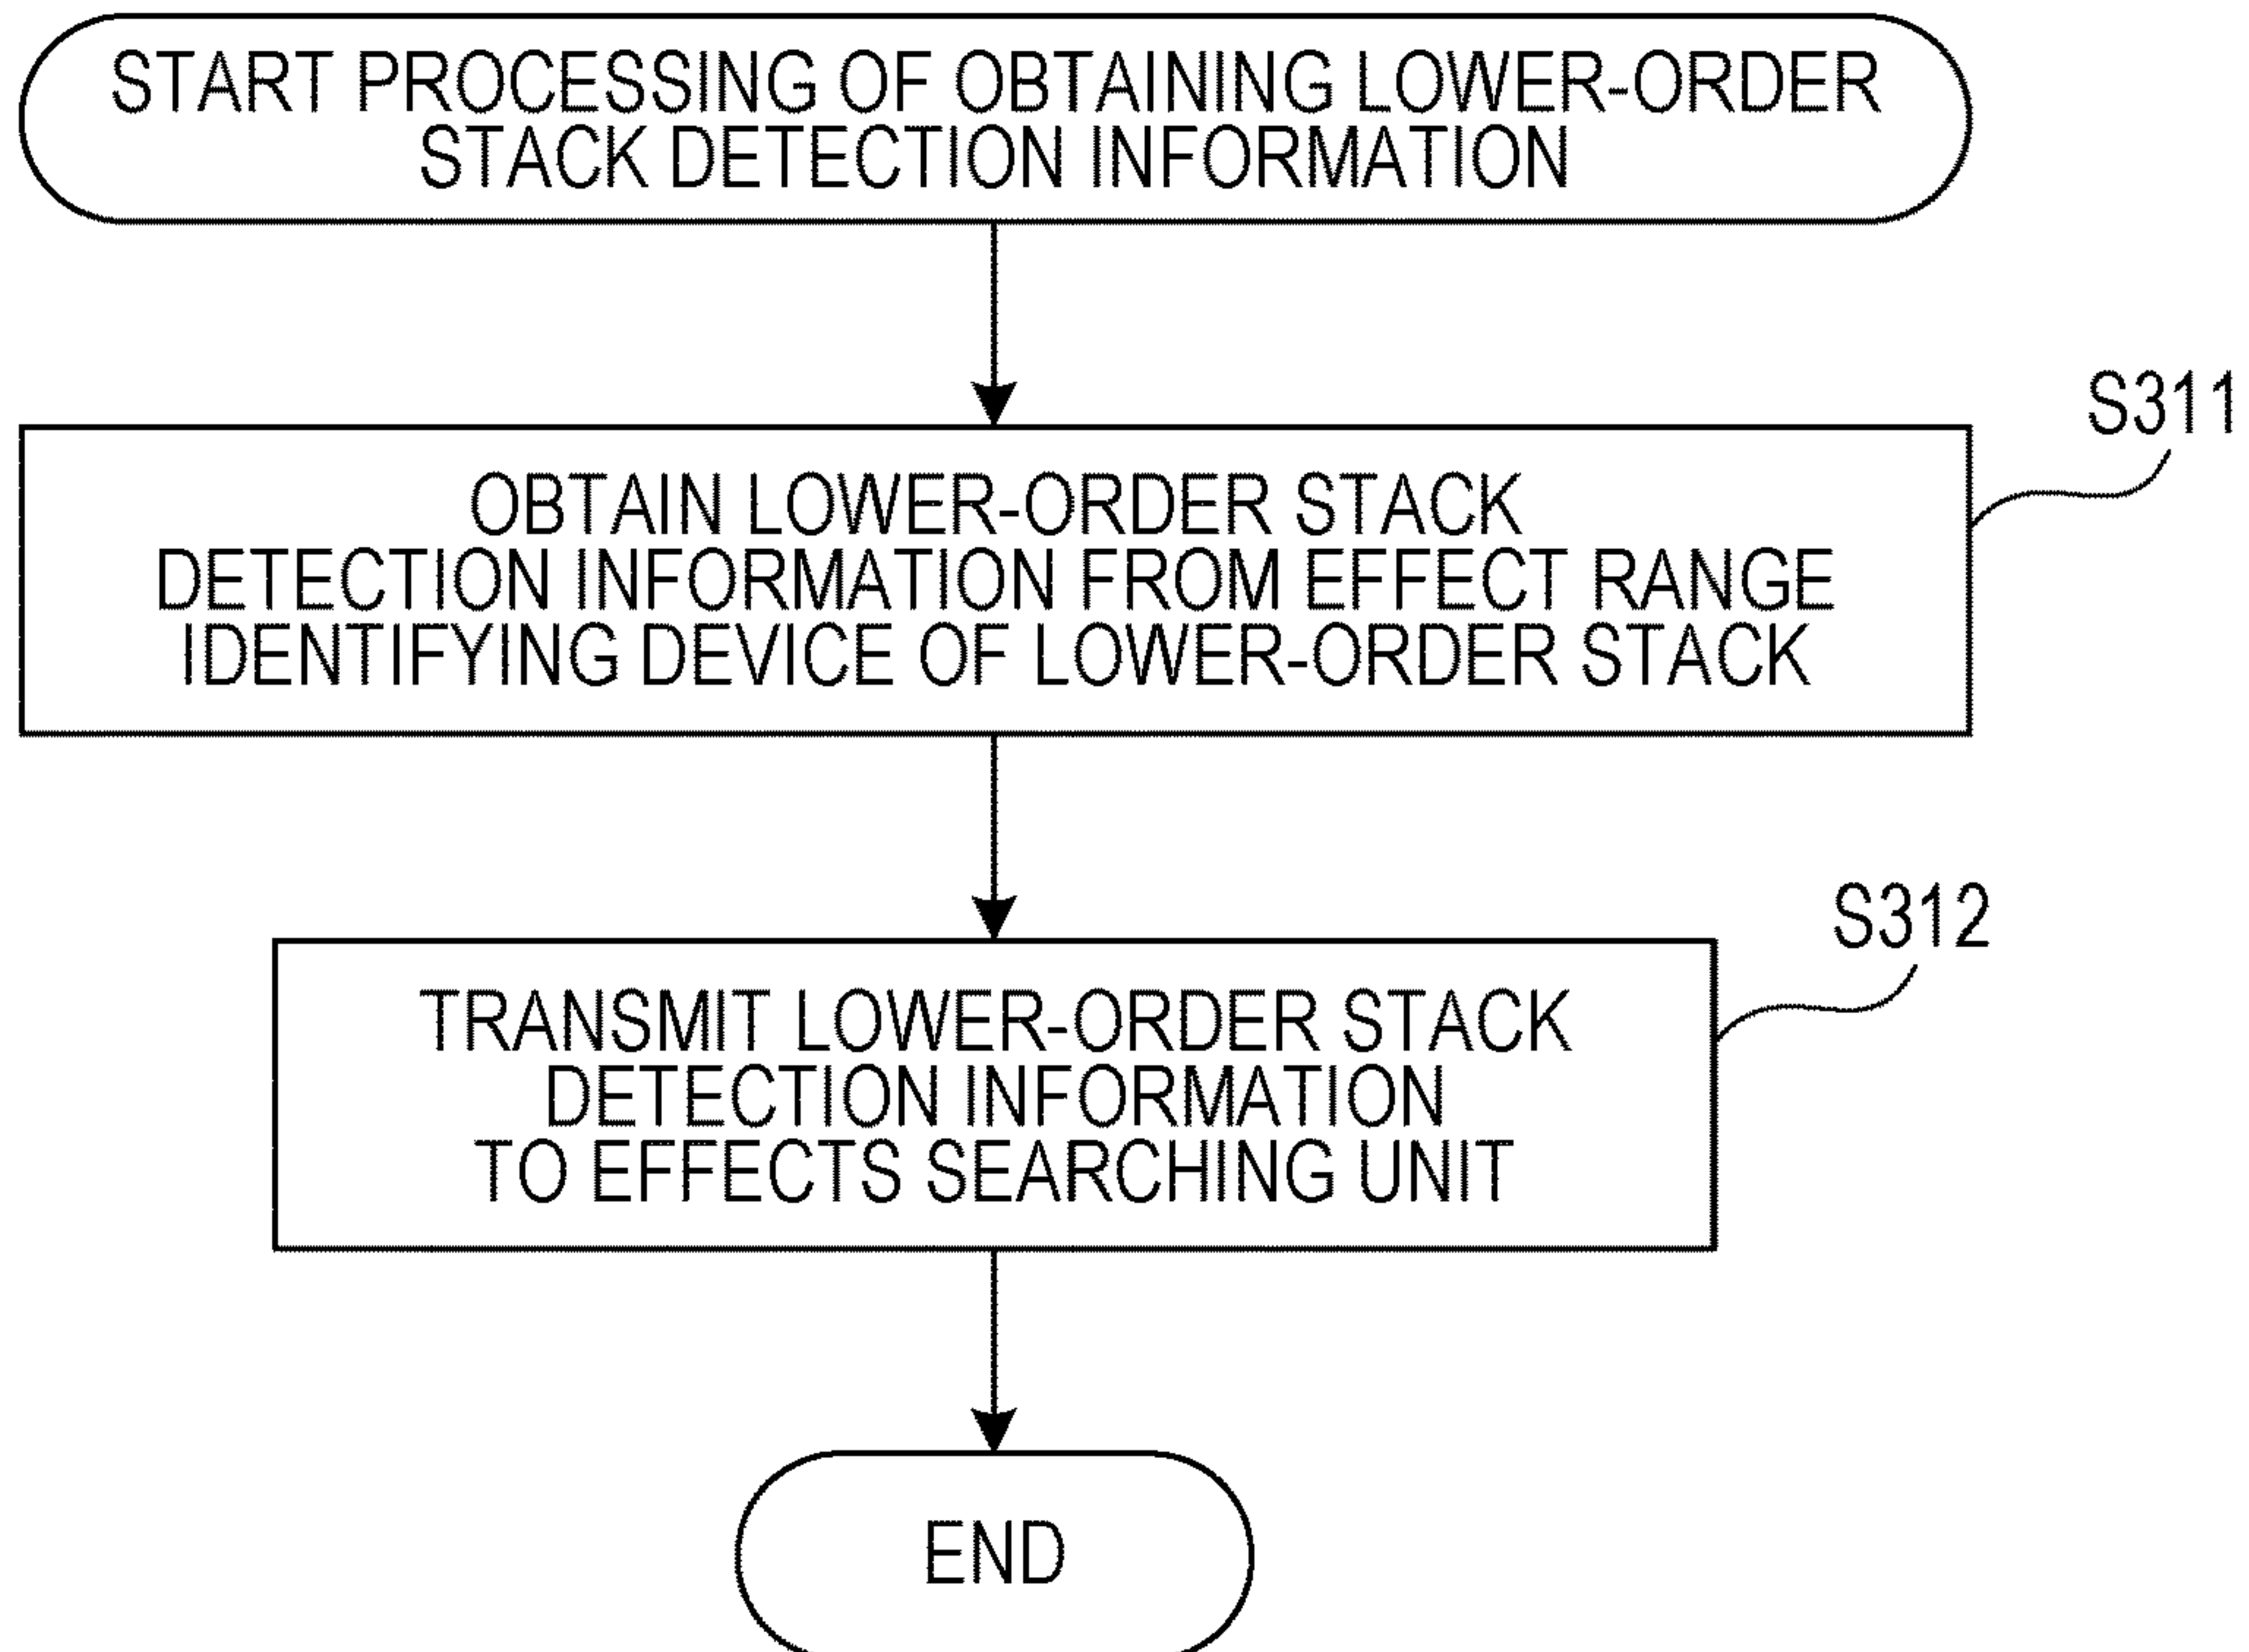 START PROCESSING OF OBTAINING LOWER-ORDER
STACK DETECTION INFORMATION
S311
OBTAIN LOWER-ORDER STACK
DETECTION INFORMATION FROM EFFECT RANGE
IDENTIFYING DEVICE OF LOWER-ORDER STACK
S312
TRANSMIT LOWER-ORDER STACK
DETECTION INFORMATION
TO EFFECTS SEARCHING UNIT
END